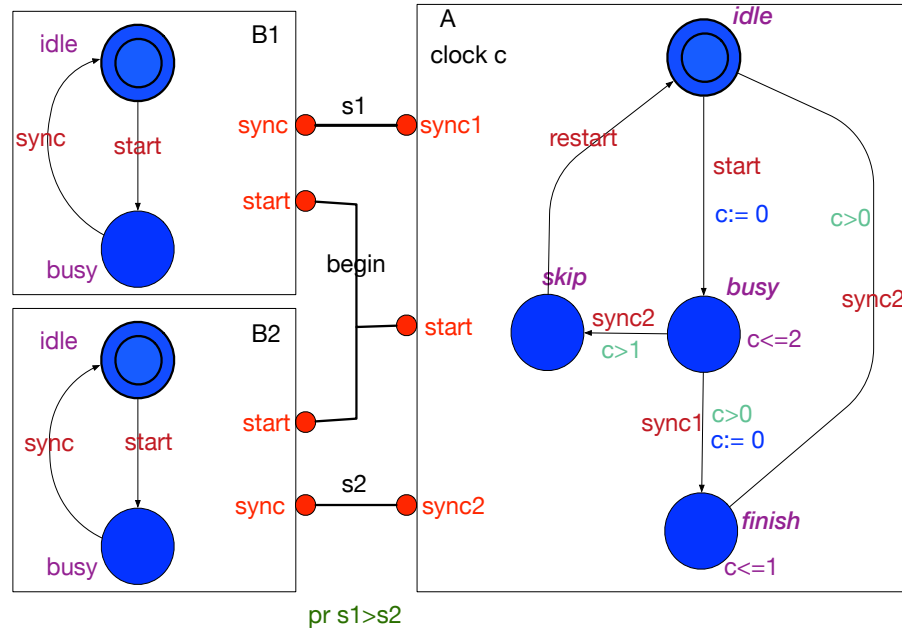 B1
idle
sync
start
busy
sync
start
s1
begin
B2
idle
sync
start
busy
start
sync
s2
A
clock c
sync1
start
sync2
idle
restart
start
c:= 0
c>0
sync2
skip
busy
sync2
c>1
c<=2
sync1
c>0
c:= 0
finish
c<=1
pr s1>s2